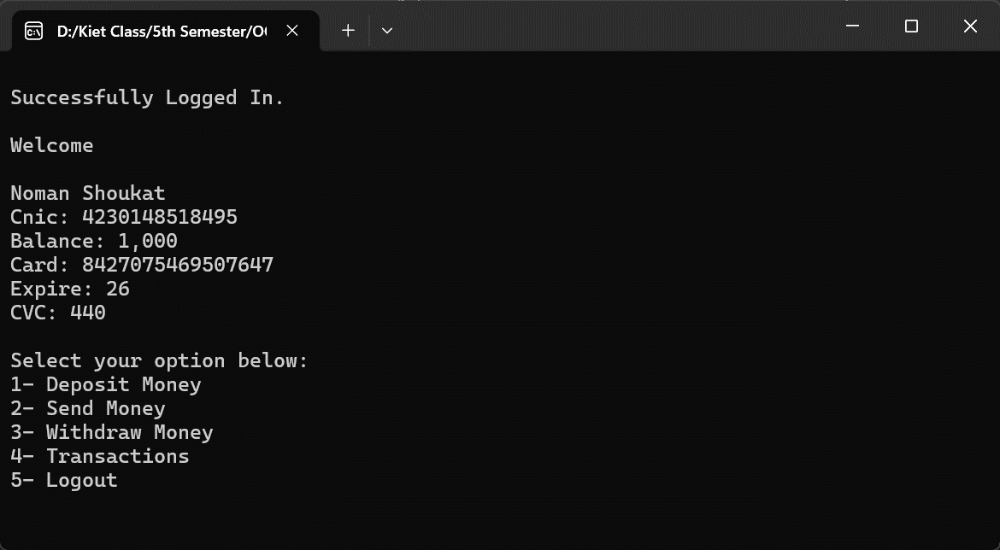 D:/Kiet Class/5th Semester/O
Successfully Logged In.
Welcome
Noman Shoukat
Cnic: 4230148518495
Balance: 1,000
Card: 8427075469507647
Expire: 26
CVC: 440
Select your option below:
1- Deposit Money
2- Send Money
3- Withdraw Money
4- Transactions
5- Logout